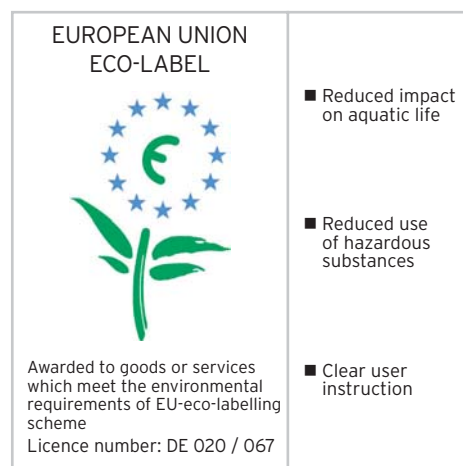 EUROPEAN UNION
ECO-LABEL
Awarded to goods or services
which meet the environmental
requirements of EU-eco-labelling
scheme
Licence number: DE 020 / 067
■ Reduced impact
on aquatic life
■ Reduced use
of hazardous
substances
■ Clear user
instruction